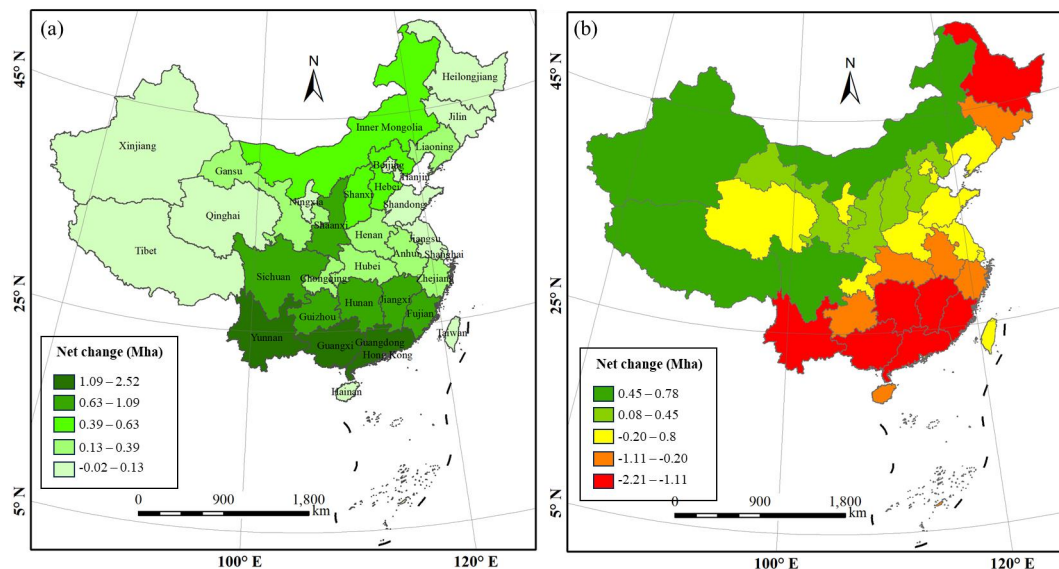 (a)
N
45° N
25° N
5° N
Heilongjiang
Jilin
Inner Mongolia
Liaoning
Xinjiang
Gansu
Beijing
Tianjin
Hebei
Shanxi
Ningxia
Shandong
Qinghai
Shaanxi
Henan
Jiangsu
Tibet
Anhui
Shanghai
Hubei
Sichuan
Chongqing
Zhejiang
Hunan
Jiangxi
Guizhou
Fujian
Yunnan
Guangxi
Guangdong
Hong Kong
Taiwan
Hainan
Net change (Mha)
1.09 – 2.52
0.63 – 1.09
0.39 – 0.63
0.13 – 0.39
-0.02 – 0.13
0 900 1,800
km
100° E 120° E
(b)
N
45° N
25° N
5° N
Net change (Mha)
0.45 – 0.78
0.08 – 0.45
-0.20 – 0.8
-1.11 – -0.20
-2.21 – -1.11
0 900 1,800
km
100° E 120° E